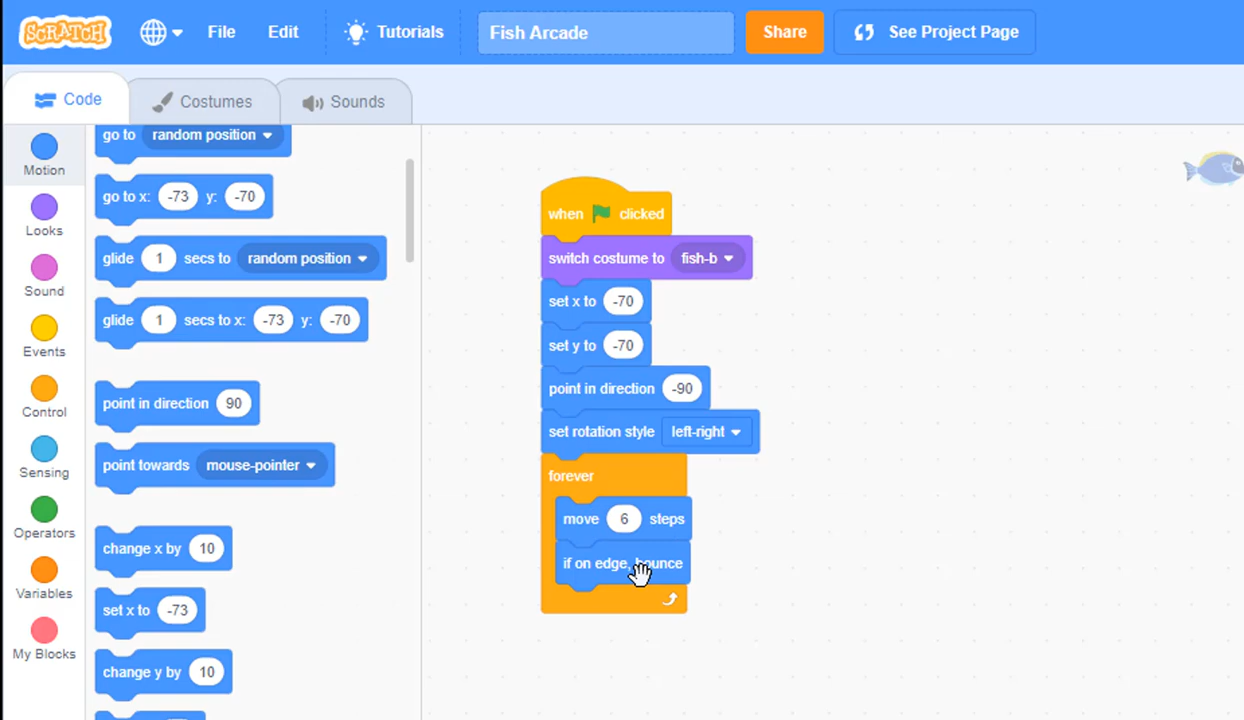 SCRATCH File Edit Tutorials Fish Arcade Share See Project Page
Code Costumes Sounds
Motion
Looks
Sound
Events
Control
Sensing
Operators
Variables
My Blocks
go to random position
go to x: -73 y: -70
glide 1 secs to random position
glide 1 secs to x: -73 y: -70
point in direction 90
point towards mouse-pointer
change x by 10
set x to -73
change y by 10
when clicked
switch costume to fish-b
set x to -70
set y to -70
point in direction -90
set rotation style left-right
forever
move 6 steps
if on edge, bounce